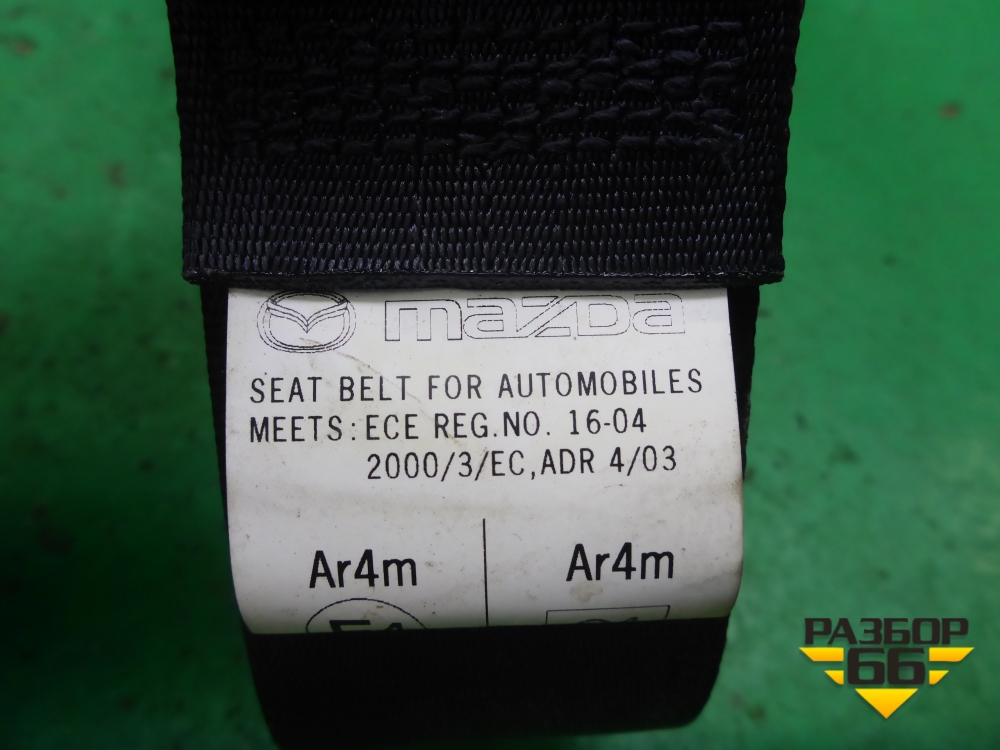 mazda
SEAT BELT FOR AUTOMOBILES
MEETS: ECE REG.NO. 16-04
2000/3/EC, ADR 4/03
Ar4m
Ar4m
РАЗБОР
66